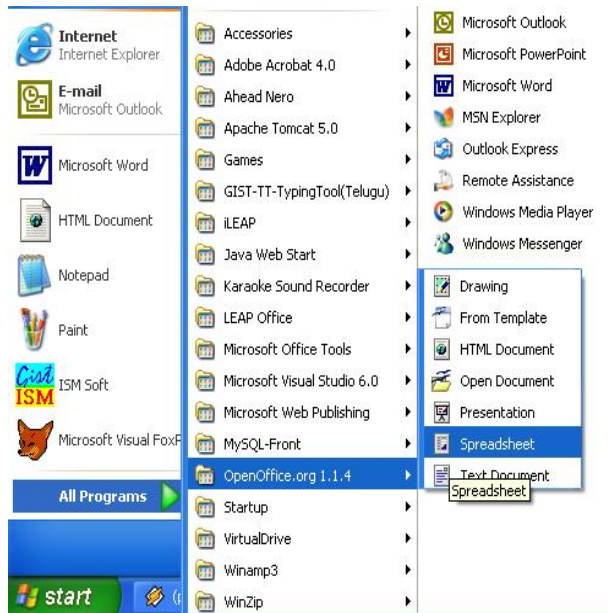 Internet
Internet Explorer
E-mail
Microsoft Outlook
W
Microsoft Word
HTML Document
Notepad
Paint
Gist
ISM
ISM Soft
Microsoft Visual FoxP
All Programs
start
Accessories
Adobe Acrobat 4.0
Ahead Nero
Apache Tomcat 5.0
Games
GIST-TT-TypingTool(Telugu)
iLEAP
Java Web Start
Karaoke Sound Recorder
LEAP Office
Microsoft Office Tools
Microsoft Visual Studio 6.0
Microsoft Web Publishing
MySQL-Front
OpenOffice.org 1.1.4
Startup
VirtualDrive
Winamp3
WinZip
Microsoft Outlook
Microsoft PowerPoint
W
Microsoft Word
MSN Explorer
Outlook Express
Remote Assistance
Windows Media Player
Windows Messenger
Drawing
From Template
HTML Document
Open Document
Presentation
Spreadsheet
Text Document
Spreadsheet